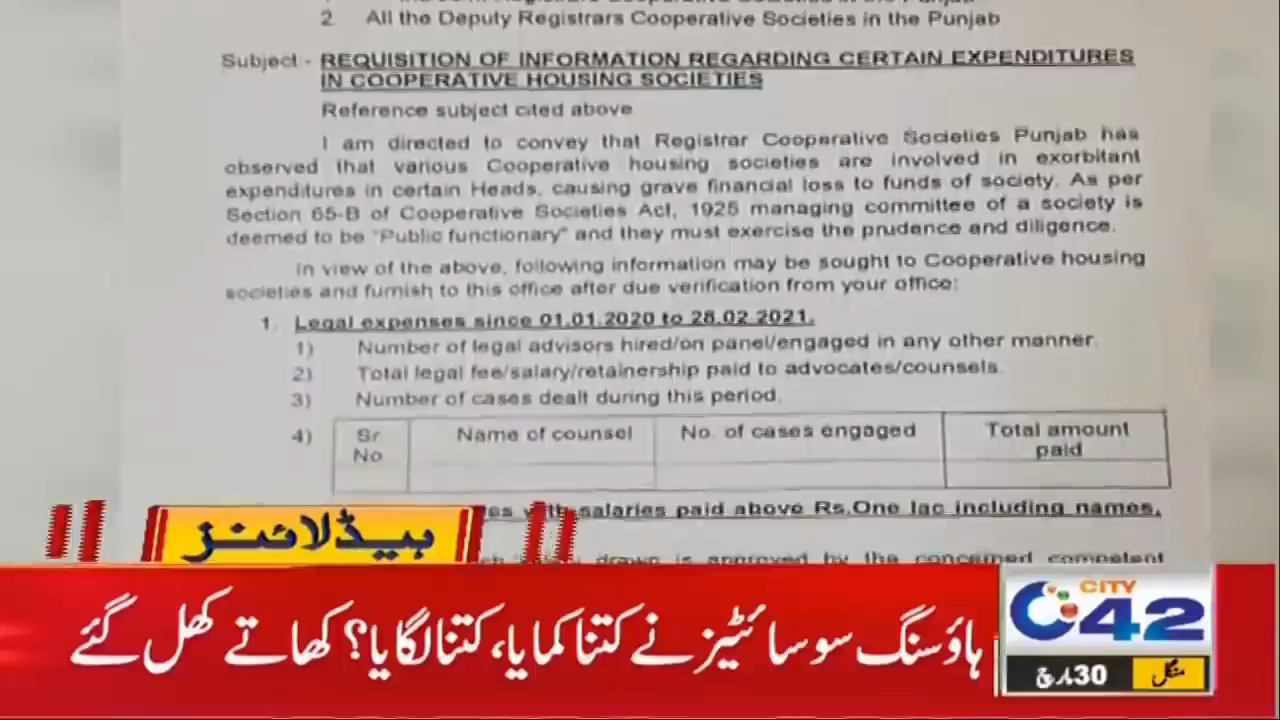 2. All the Deputy Registrars Cooperative Societies in the Punjab
Subject:- REQUISITION OF INFORMATION REGARDING CERTAIN EXPENDITURES
IN COOPERATIVE HOUSING SOCIETIES
Reference subject cited above
I am directed to convey that Registrar Cooperative Societies Punjab has
observed that various Cooperative housing societies are involved in exorbitant
expenditures in certain Heads, causing grave financial loss to funds of society. As per
Section 65-B of Cooperative Societies Act, 1925 managing committee of a society is
deemed to be "Public functionary" and they must exercise the prudence and diligence.
In view of the above, following information may be sought to Cooperative housing
societies and furnish to this office after due verification from your office:
1. Legal expenses since 01.01.2020 to 28.02.2021.
1) Number of legal advisors hired/on panel/engaged in any other manner.
2) Total legal fee/salary/retainership paid to advocates/counsels.
3) Number of cases dealt during this period.
4) Sr No Name of counsel No. of cases engaged Total amount paid
with salaries paid above Rs.One lac including names,
drawn is approved by the concerned competent
ہیڈلائنز
ہاؤسنگ سوسائٹیز نے کتنا کمایا، کتنا لگایا؟ کھاتے کھل گئے
CITY
42
30 مارچ منگل